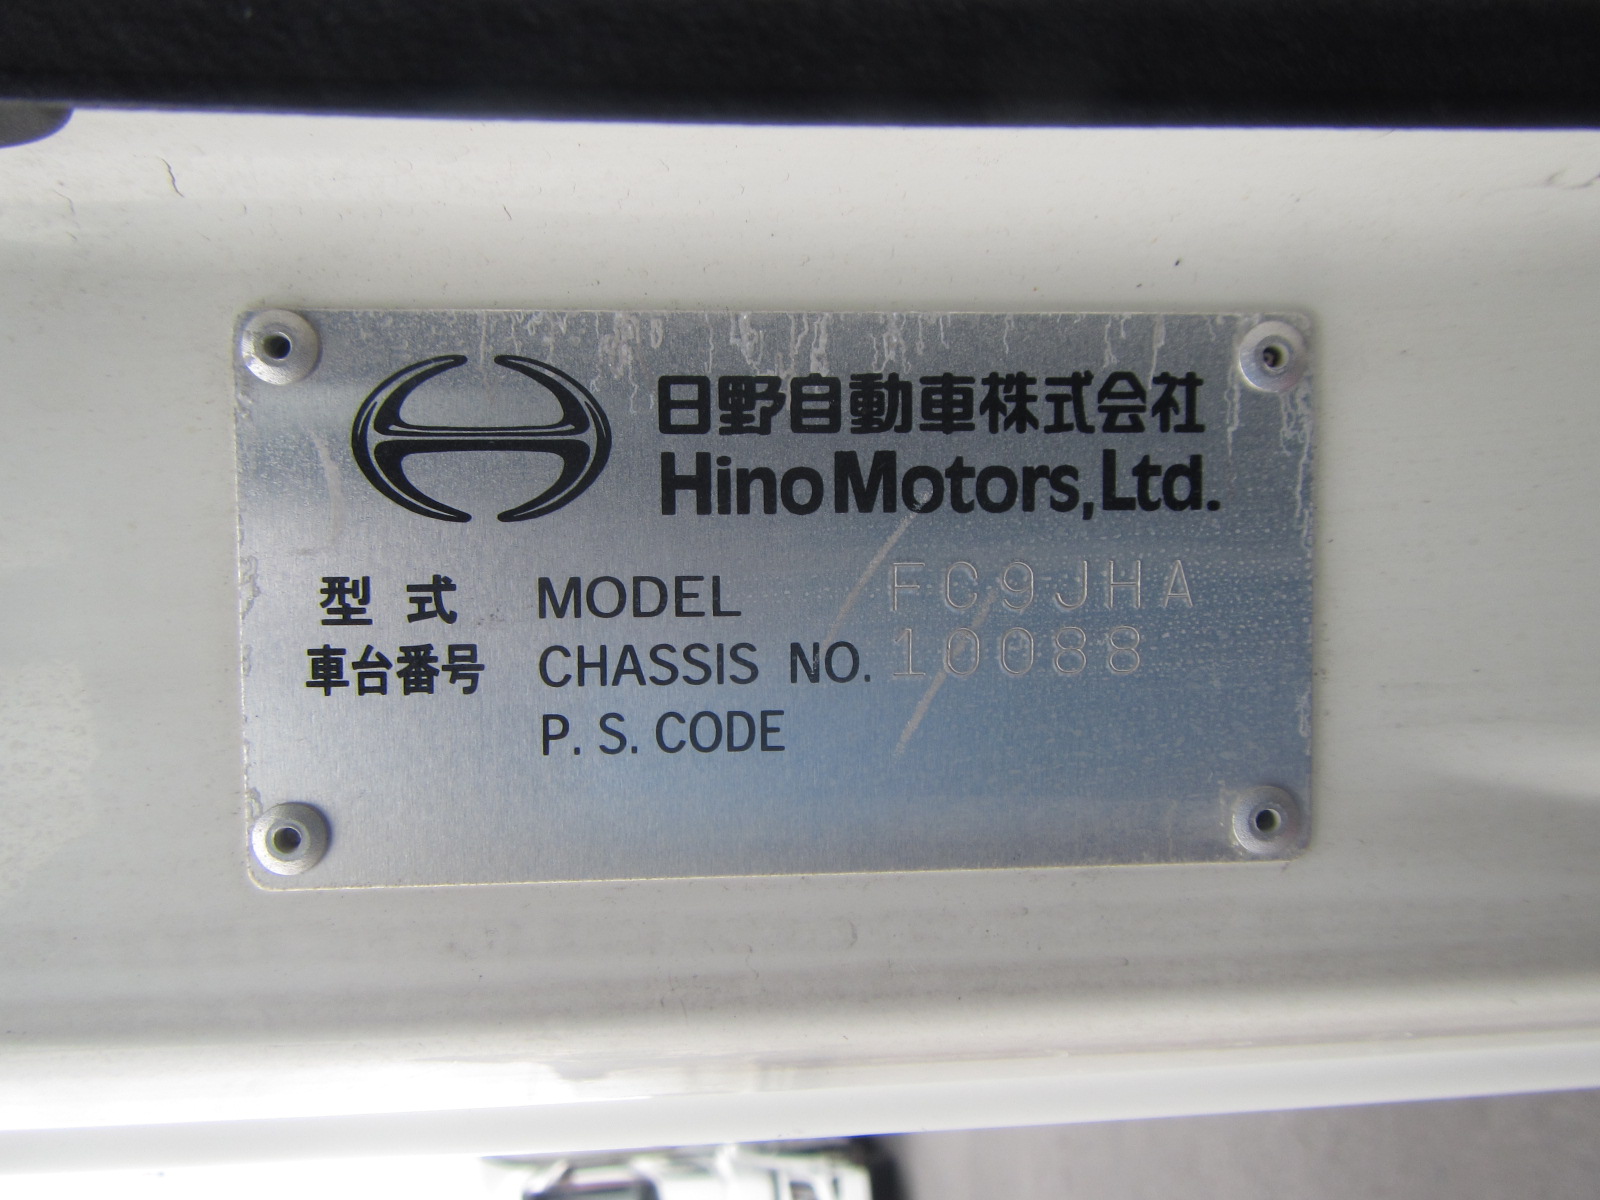 日野自動車株式会社
Hino Motors, Ltd.
型式 MODEL FC9JHA
車台番号 CHASSIS NO. 10088
P. S. CODE